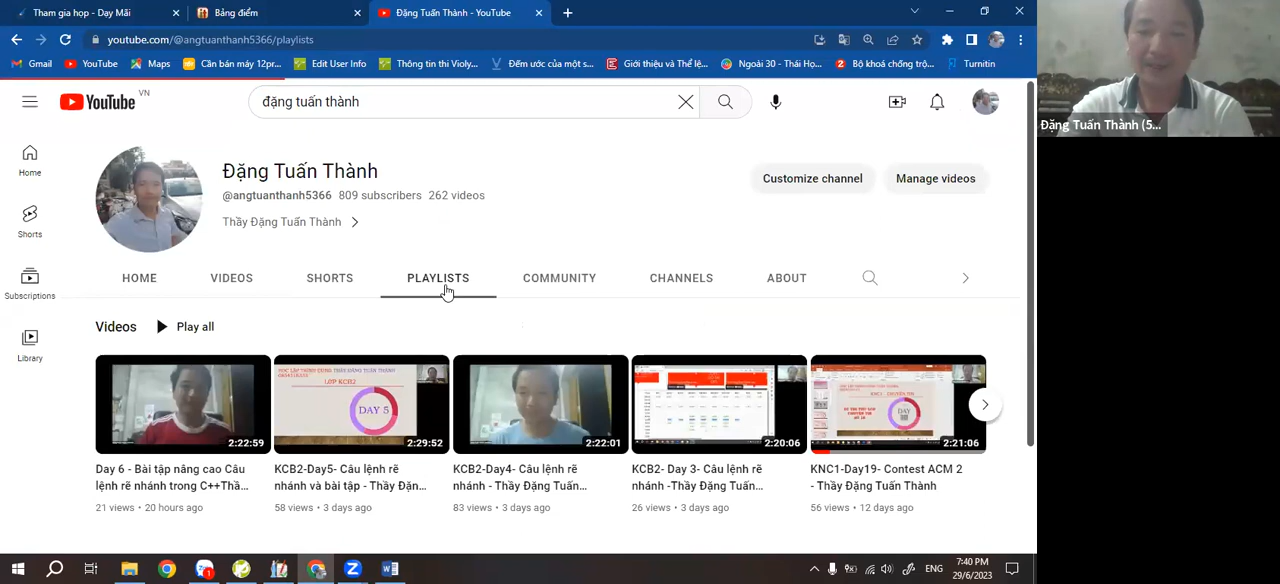 Tham gia họp - Dạy Mãi
Bảng điểm
Đặng Tuấn Thành - YouTube
youtube.com/@angtuanthanh5366/playlists
Gmail
YouTube
Maps
Cần bán máy 12pr...
Edit User Info
Thông tin thi Violy...
Đếm ước của một s...
Giới thiệu và Thể lệ...
Ngoài 30 - Thái Họ...
Bộ khoá chống trộ...
Turnitin
YouTube VN
đặng tuấn thành
Đặng Tuấn Thành (5...
Home
Shorts
Subscriptions
Library
Đặng Tuấn Thành
@angtuanthanh5366 809 subscribers 262 videos
Thầy Đặng Tuấn Thành
Customize channel
Manage videos
HOME
VIDEOS
SHORTS
PLAYLISTS
COMMUNITY
CHANNELS
ABOUT
Videos
Play all
2:22:59
LỚP KCB2
DAY 5
2:29:52
2:22:01
2:20:06
DAY
2:21:06
Day 6 - Bài tập nâng cao Câu
lệnh rẽ nhánh trong C++Thầ...
21 views • 20 hours ago
KCB2-Day5- Câu lệnh rẽ
nhánh và bài tập - Thầy Đặn...
58 views • 3 days ago
KCB2-Day4- Câu lệnh rẽ
nhánh - Thầy Đặng Tuấn...
83 views • 3 days ago
KCB2- Day 3- Câu lệnh rẽ
nhánh -Thầy Đặng Tuấn...
26 views • 3 days ago
KNC1-Day19- Contest ACM 2
- Thầy Đặng Tuấn Thành
56 views • 12 days ago
ENG
7:40 PM
29/6/2023